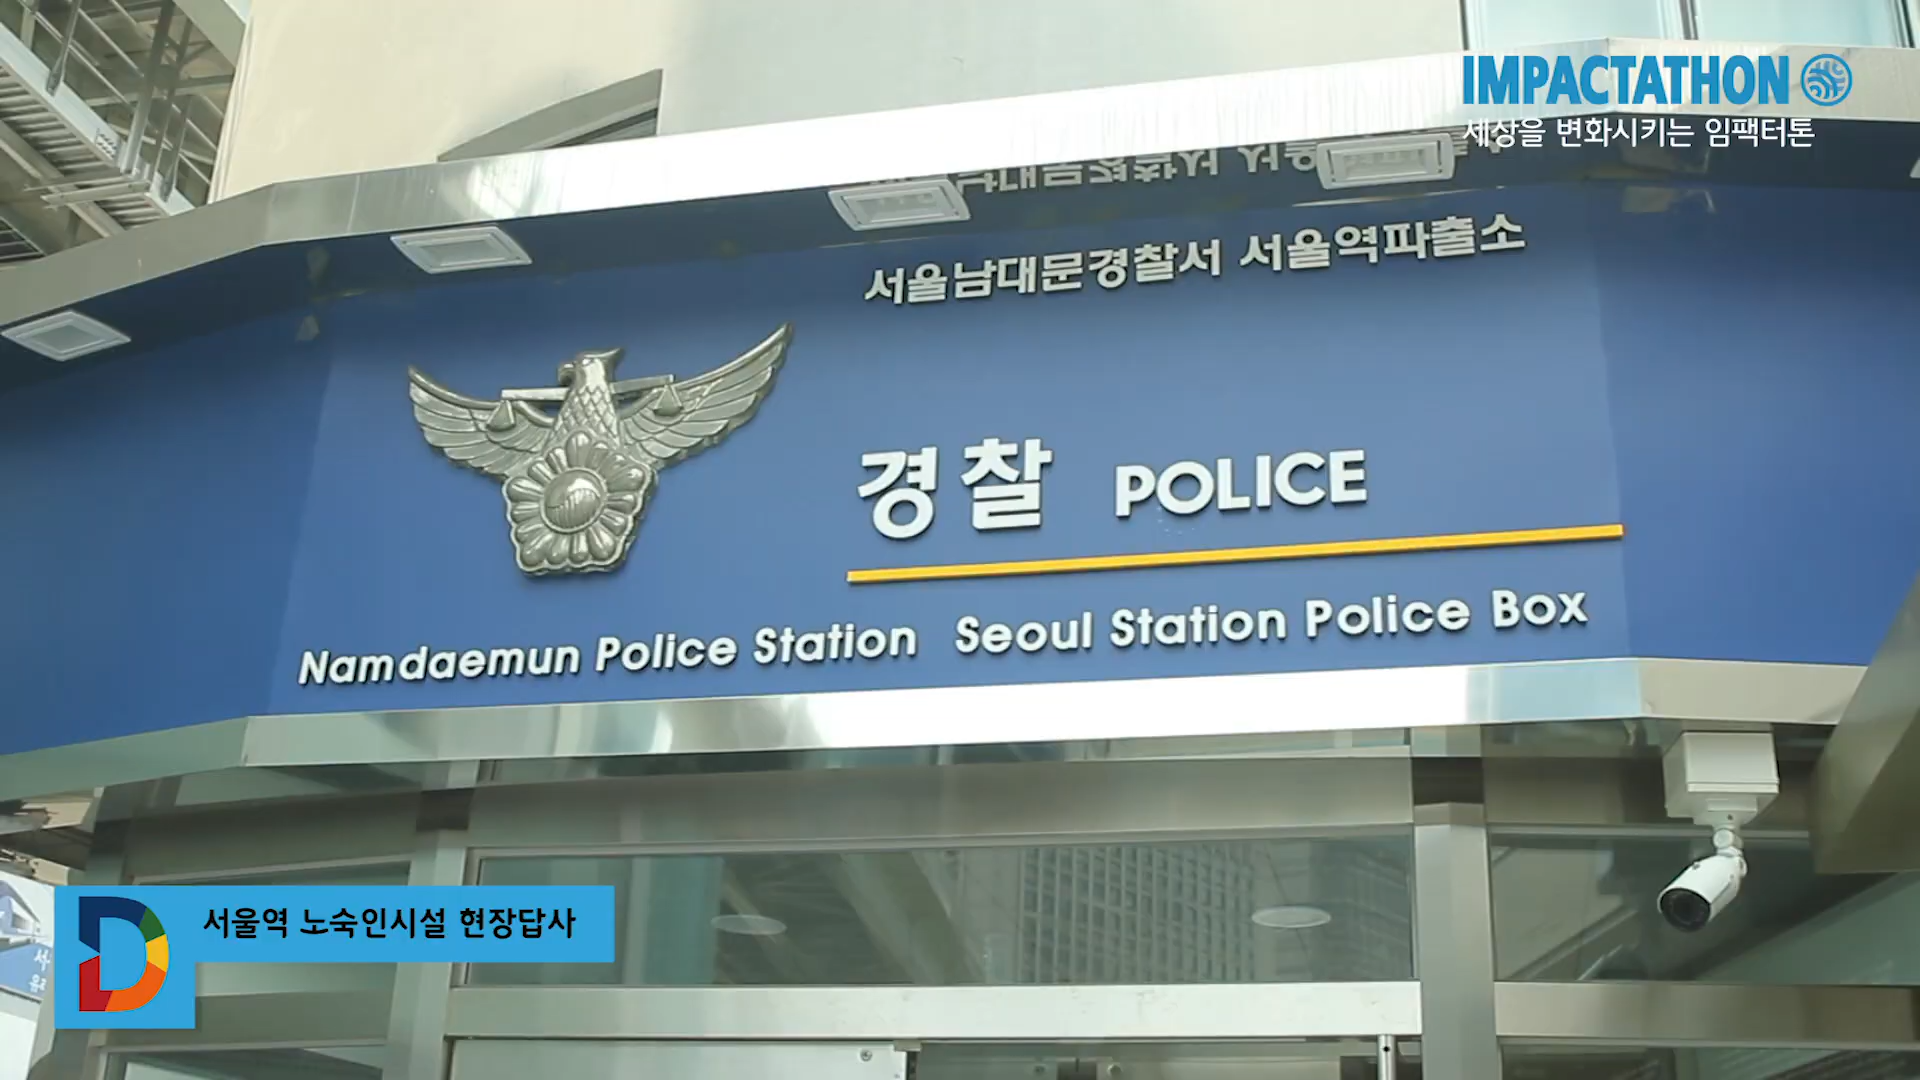 IMPACTATHON
세상을 변화시키는 임팩터톤
서울남대문경찰서 서울역파출소
경찰 POLICE
Namdaemun Police Station Seoul Station Police Box
D 서울역 노숙인시설 현장답사
서울